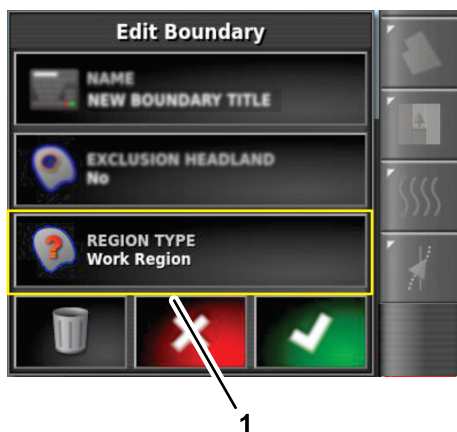 Edit Boundary
NAME
NEW BOUNDARY TITLE
EXCLUSION HEADLAND
No
REGION TYPE
Work Region
1